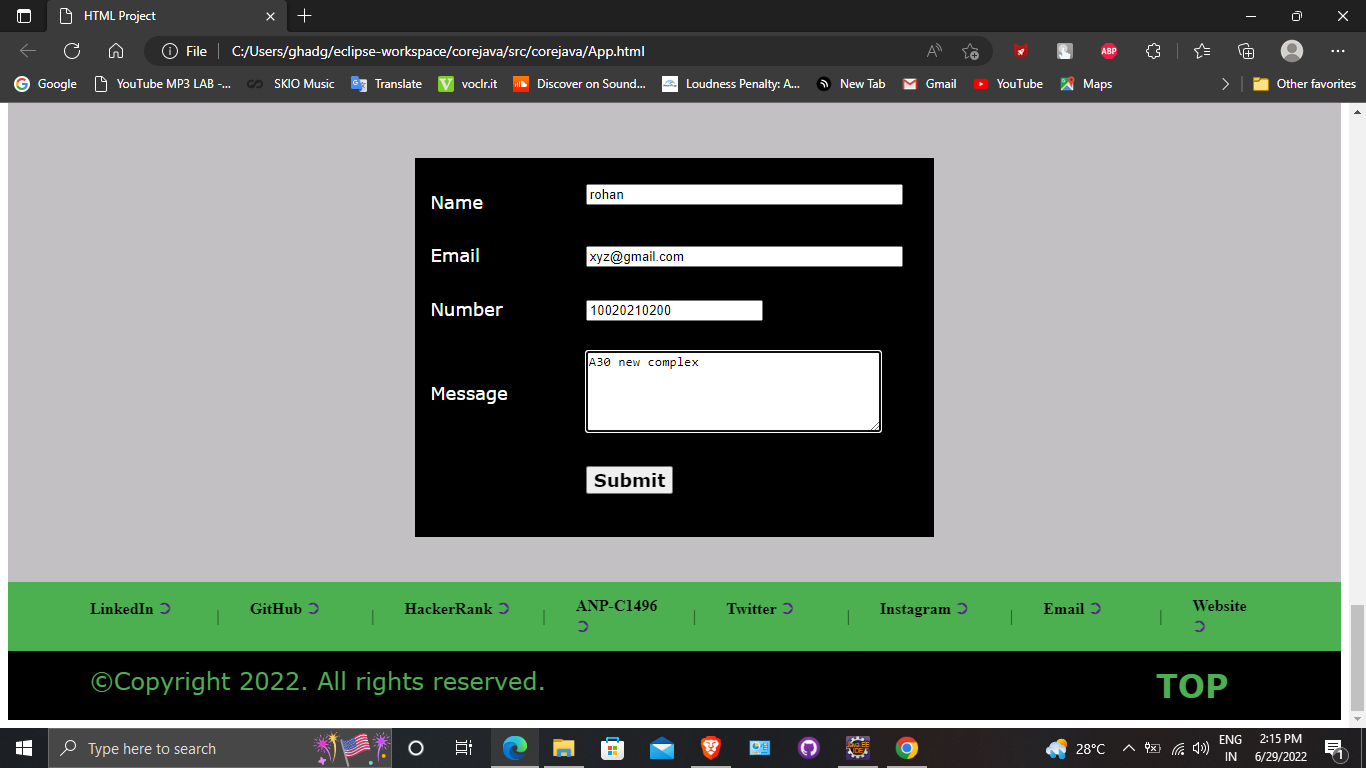 HTML Project
File
C:/Users/ghadg/eclipse-workspace/corejava/src/corejava/App.html
ABP
Google
YouTube MP3 LAB -...
SKIO Music
Translate
voclr.it
Discover on Sound...
Loudness Penalty: A...
New Tab
Gmail
YouTube
Maps
Other favorites
Name
rohan
Email
xyz@gmail.com
Number
10020210200
Message
A30 new complex
Submit
LinkedIn ➲ | GitHub ➲ | HackerRank ➲ | ANP-C1496 ➲ | Twitter ➲ | Instagram ➲ | Email ➲ | Website ➲
©Copyright 2022. All rights reserved.
TOP
Type here to search
28°C
ENG
IN
2:15 PM
6/29/2022
1